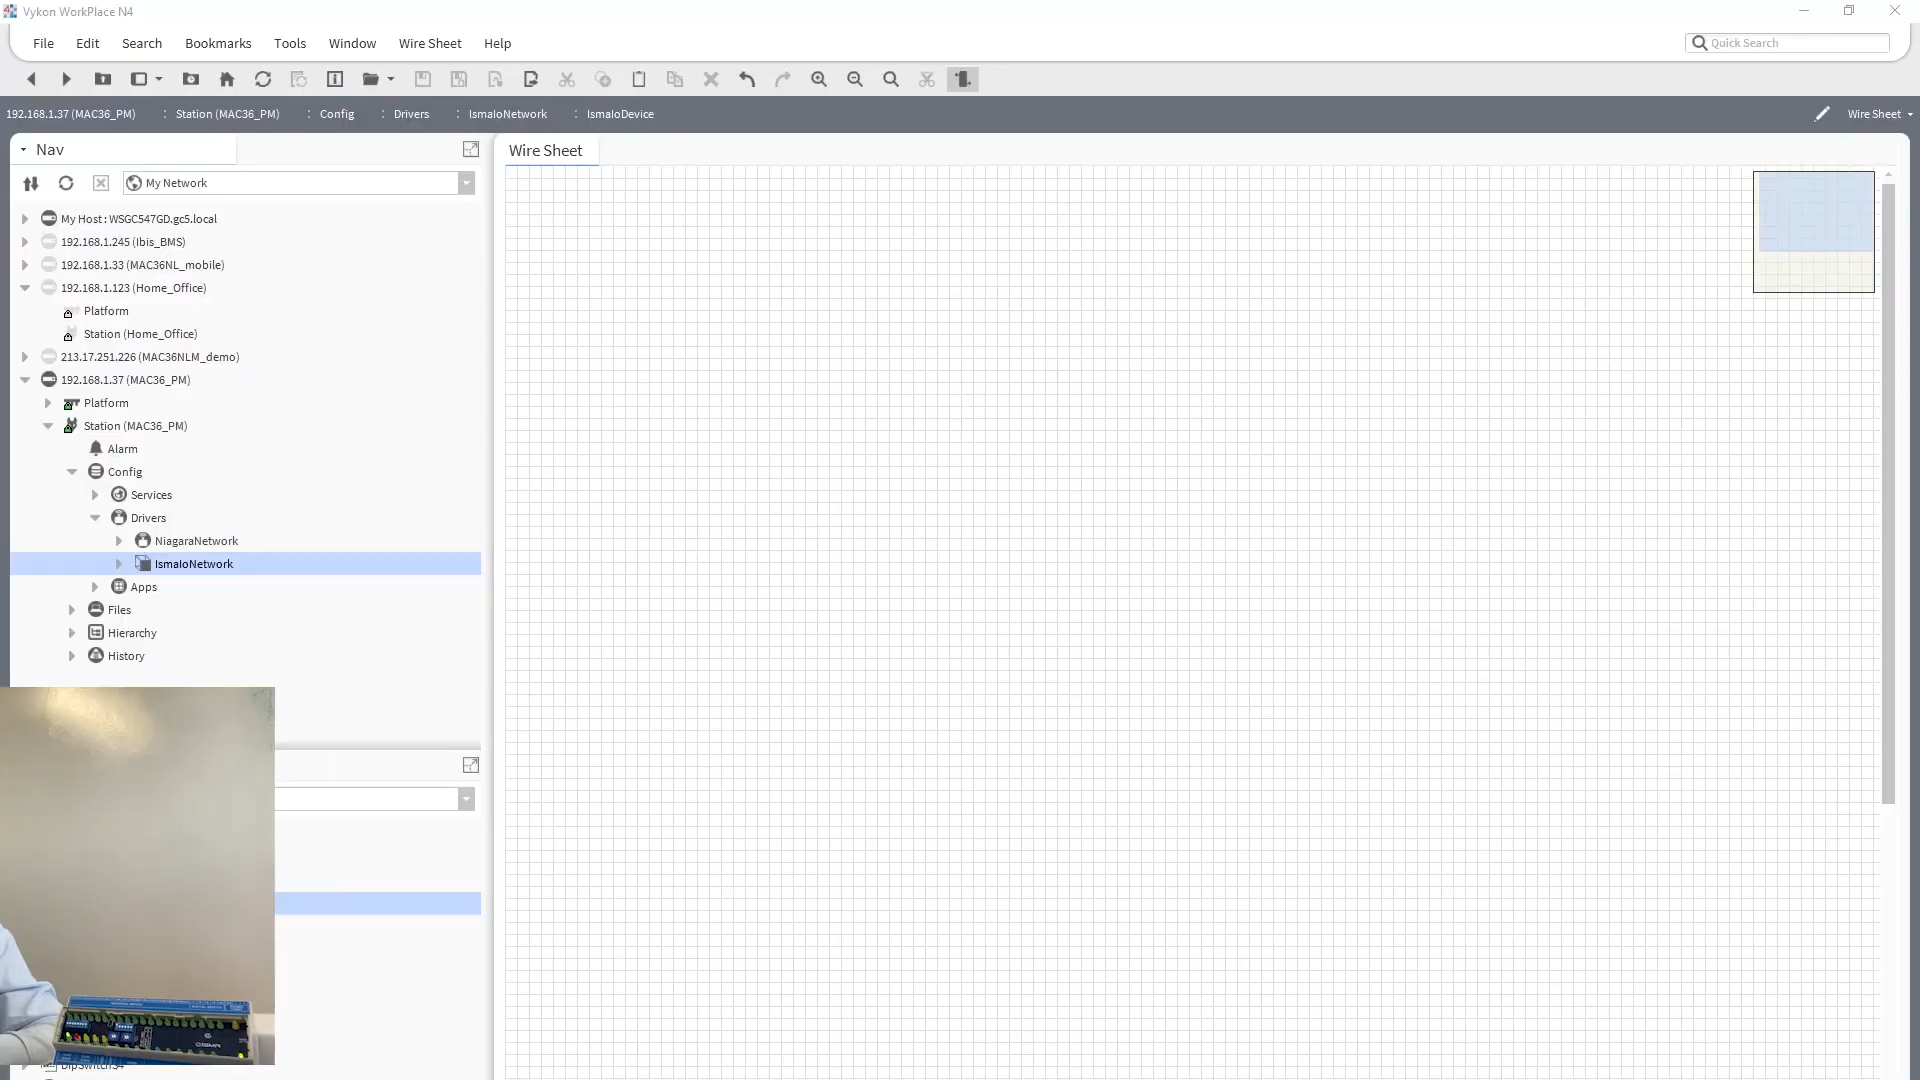 Vykon WorkPlace N4
File Edit Search Bookmarks Tools Window Wire Sheet Help
Quick Search
192.168.1.37 (MAC36_PM) : Station (MAC36_PM) : Config : Drivers : IsmaIoNetwork : IsmaIoDevice
Wire Sheet
Nav
My Network
My Host : WSGC547GD.gc5.local
192.168.1.245 (Ibis_BMS)
192.168.1.33 (MAC36NL_mobile)
192.168.1.123 (Home_Office)
Platform
Station (Home_Office)
213.17.251.226 (MAC36NLM_demo)
192.168.1.37 (MAC36_PM)
Platform
Station (MAC36_PM)
Alarm
Config
Services
Drivers
NiagaraNetwork
IsmaIoNetwork
Apps
Files
Hierarchy
History
Wire Sheet
DipSwitchS4